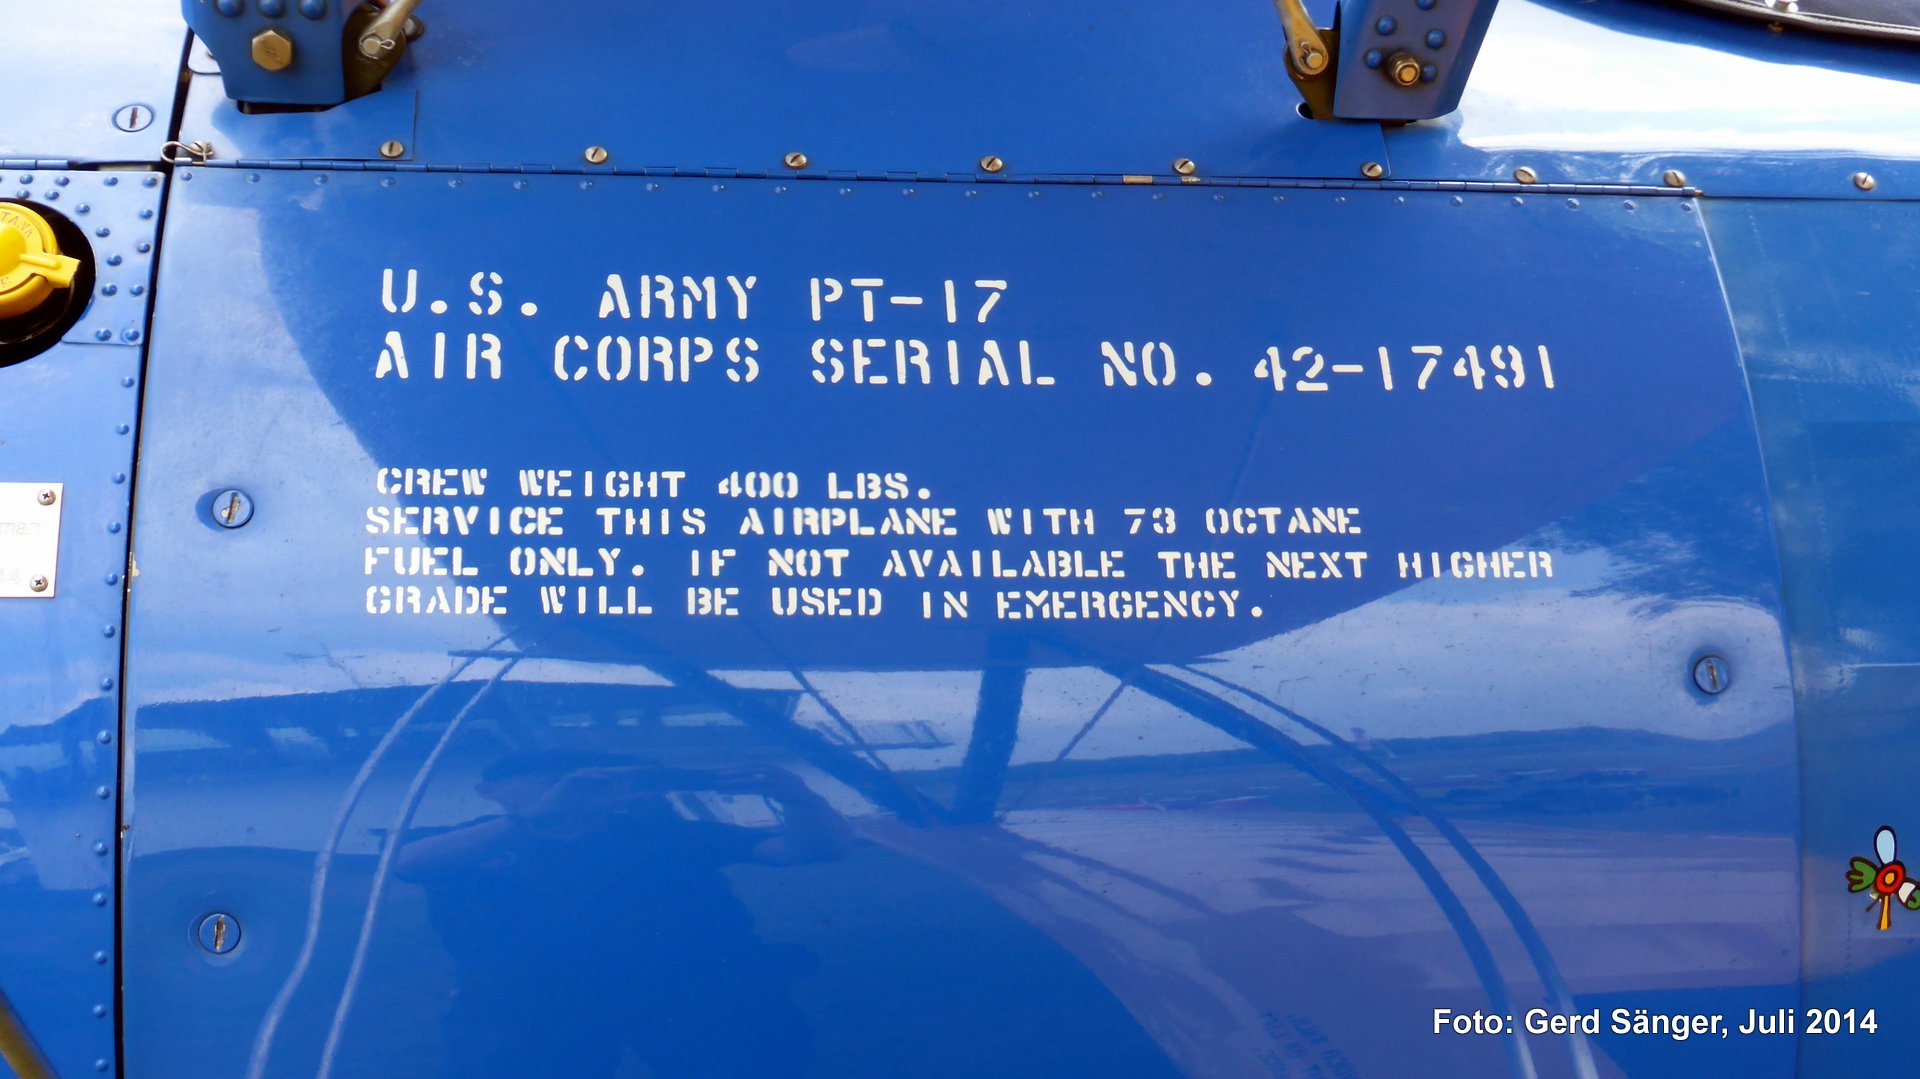 U.S. ARMY PT-17
AIR CORPS SERIAL NO. 42-17491
CREW WEIGHT 400 LBS.
SERVICE THIS AIRPLANE WITH 73 OCTANE
FUEL ONLY. IF NOT AVAILABLE THE NEXT HIGHER
GRADE WILL BE USED IN EMERGENCY.
Foto: Gerd Sänger, Juli 2014